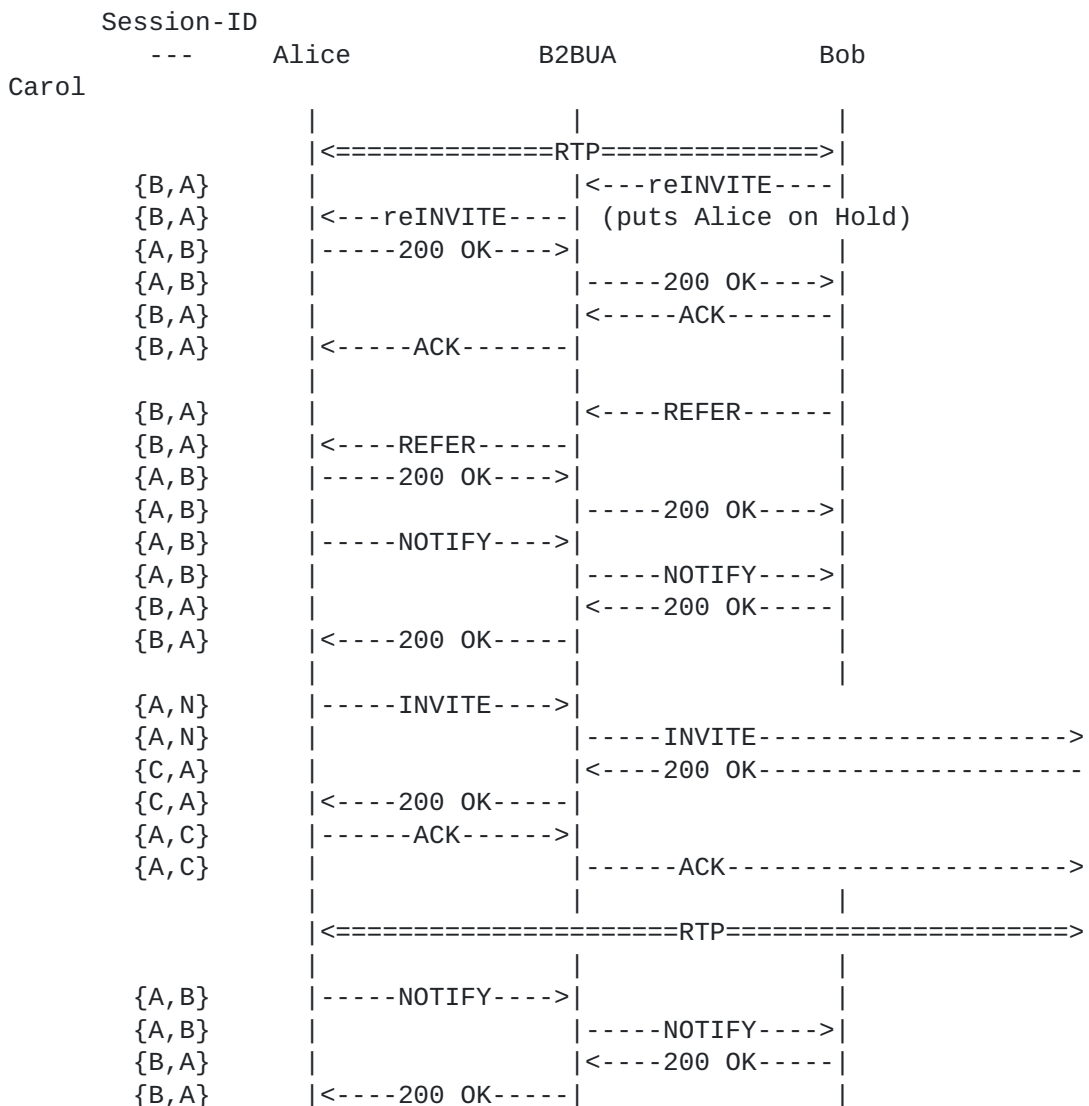 Session-ID
         ---     Alice            B2BUA             Bob
Carol
                   |                |                |
                   |<==============RTP==============>|
        {B,A}      |                |<---reINVITE----|
        {B,A}      |<---reINVITE----| (puts Alice on Hold)
        {A,B}      |-----200 OK---->|                |
        {A,B}      |                |-----200 OK---->|
        {B,A}      |                |<-----ACK-------|
        {B,A}      |<-----ACK-------|                |
                   |                |                |
        {B,A}      |                |<----REFER------|
        {B,A}      |<----REFER------|                |
        {A,B}      |-----200 OK---->|                |
        {A,B}      |                |-----200 OK---->|
        {A,B}      |-----NOTIFY---->|                |
        {A,B}      |                |-----NOTIFY---->|
        {B,A}      |                |<----200 OK-----|
        {B,A}      |<----200 OK-----|                |
                   |                |                |
        {A,N}      |-----INVITE---->|
        {A,N}      |                |-----INVITE-------------------->
        {C,A}      |                |<----200 OK---------------------
        {C,A}      |<----200 OK-----|
        {A,C}      |------ACK------>|
        {A,C}      |                |------ACK---------------------->
                   |                |                |
                   |<======================RTP======================>
                   |                |                |
        {A,B}      |-----NOTIFY---->|                |
        {A,B}      |                |-----NOTIFY---->|
        {B,A}      |                |<----200 OK-----|
        {B,A}      |<----200 OK-----|                |